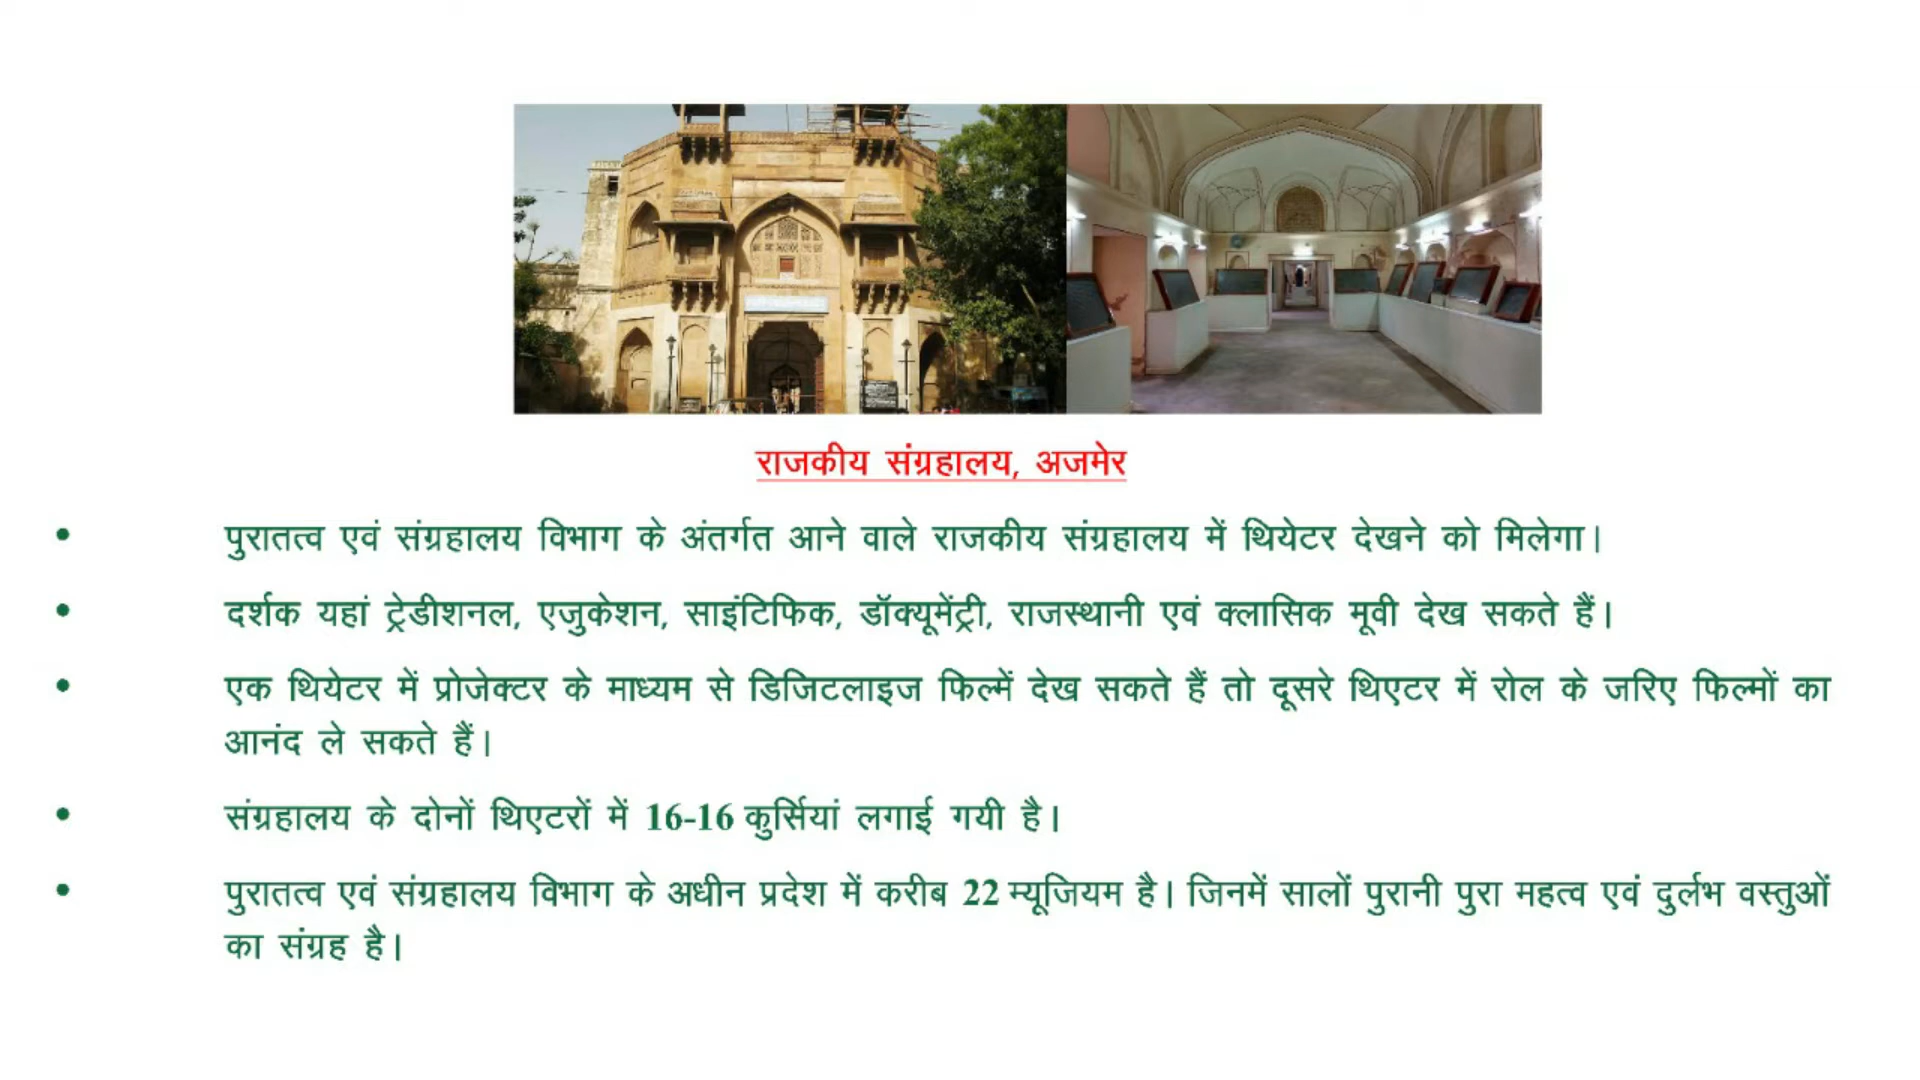 राजकीय संग्रहालय, अजमेर
• पुरातत्व एवं संग्रहालय विभाग के अंतर्गत आने वाले राजकीय संग्रहालय में थियेटर देखने को मिलेगा।
• दर्शक यहां ट्रेडीशनल, एजुकेशन, साइंटिफिक, डॉक्यूमेंट्री, राजस्थानी एवं क्लासिक मूवी देख सकते हैं।
• एक थियेटर में प्रोजेक्टर के माध्यम से डिजिटलाइज फिल्में देख सकते हैं तो दूसरे थिएटर में रोल के जरिए फिल्मों का
आनंद ले सकते हैं।
• संग्रहालय के दोनों थिएटरों में 16-16 कुर्सियां लगाई गयी है।
• पुरातत्व एवं संग्रहालय विभाग के अधीन प्रदेश में करीब 22 म्यूजियम है। जिनमें सालों पुरानी पुरा महत्व एवं दुर्लभ वस्तुओं
का संग्रह है।